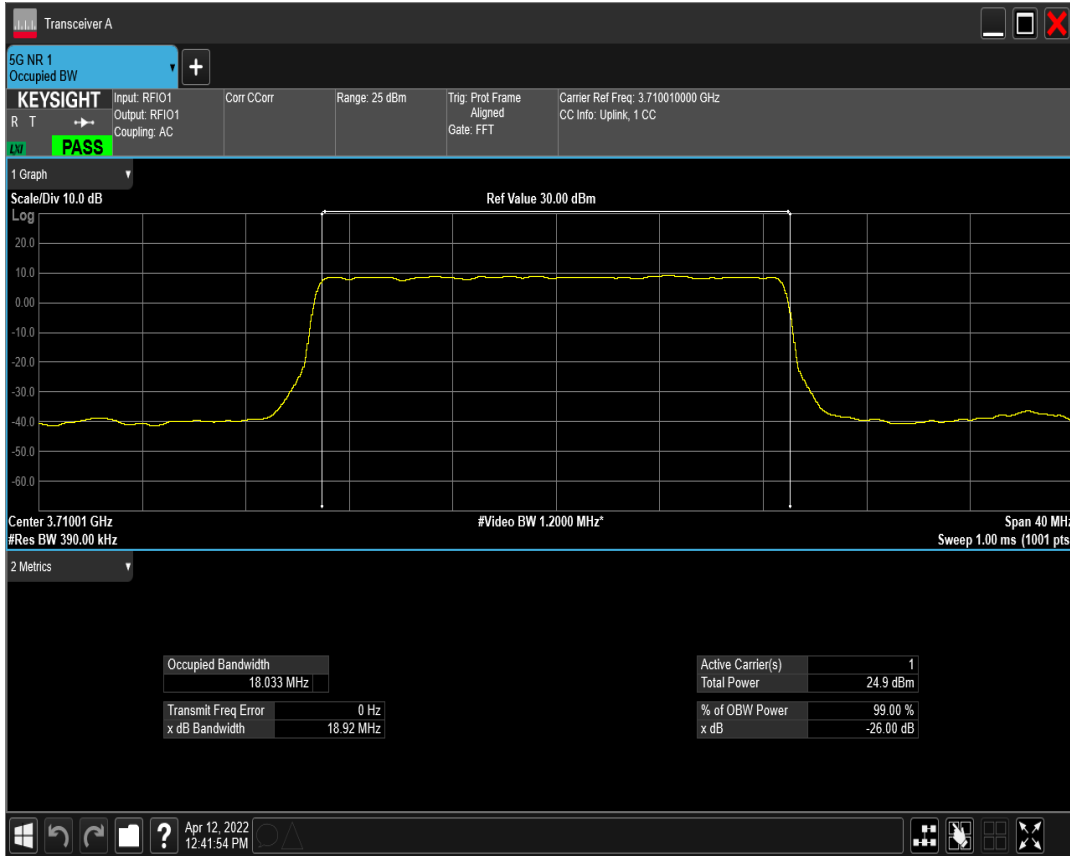 Transceiver A
5G NR 1
Occupied BW
+
KEYSIGHT
R T
LXI
PASS
Input: RFIO1
Output: RFIO1
Coupling: AC
Corr CCorr
Range: 25 dBm
Trig: Prot Frame
Aligned
Gate: FFT
Carrier Ref Freq: 3.710010000 GHz
CC Info: Uplink, 1 CC
1 Graph
Scale/Div 10.0 dB
Ref Value 30.00 dBm
Log
20.0
10.0
0.00
-10.0
-20.0
-30.0
-40.0
-50.0
-60.0
Center 3.71001 GHz
#Video BW 1.2000 MHz*
Span 40 MHz
#Res BW 390.00 kHz
Sweep 1.00 ms (1001 pts
2 Metrics
Occupied Bandwidth
18.033 MHz
Transmit Freq Error 0 Hz
x dB Bandwidth 18.92 MHz
Active Carrier(s) 1
Total Power 24.9 dBm
% of OBW Power 99.00 %
x dB -26.00 dB
?
Apr 12, 2022
12:41:54 PM